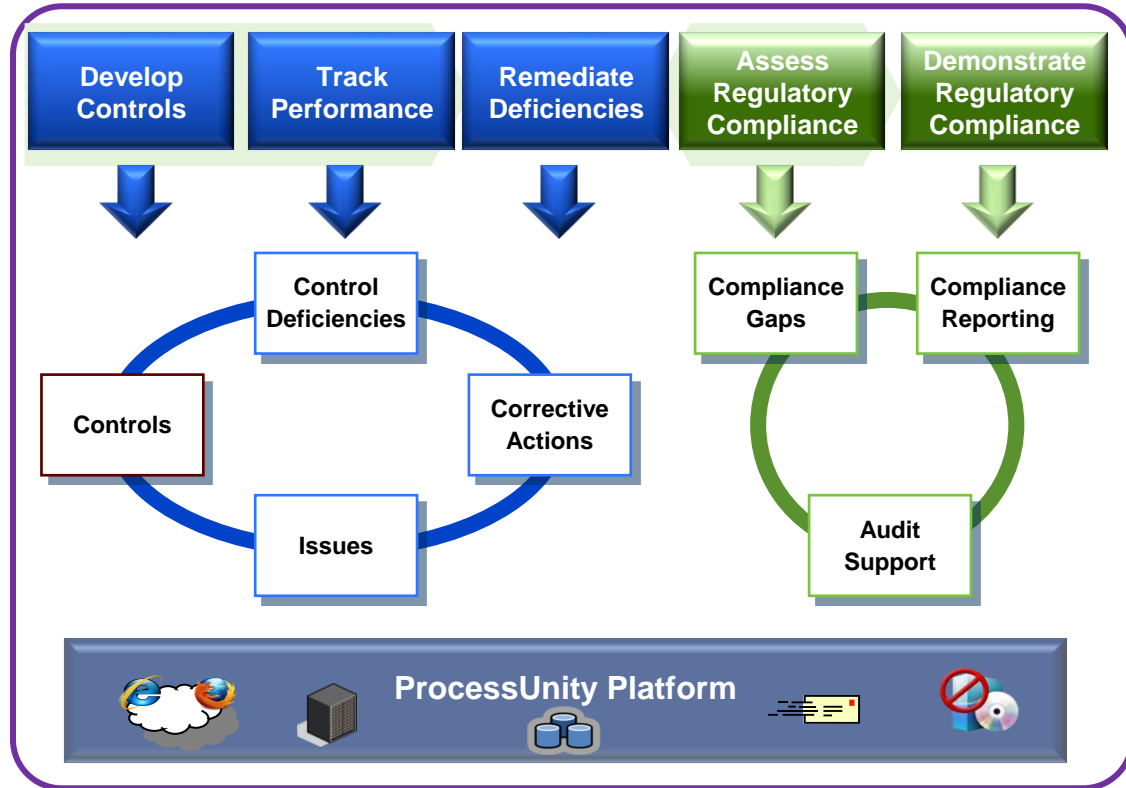 Develop
Controls
Track
Performance
Remediate
Deficiencies
Assess
Regulatory
Compliance
Demonstrate
Regulatory
Compliance
Control
Deficiencies
Controls
Corrective
Actions
Issues
Compliance
Gaps
Compliance
Reporting
Audit
Support
ProcessUnity Platform